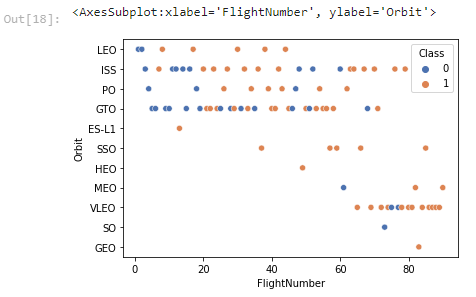 <AxesSubplot:xlabel='FlightNumber', ylabel='Orbit'>
Out[18]:
Class
0
1
LEO
ISS
PO
GTO
ES-L1
SSO
HEO
MEO
VLEO
SO
GEO
Orbit
0 20 40 60 80
FlightNumber